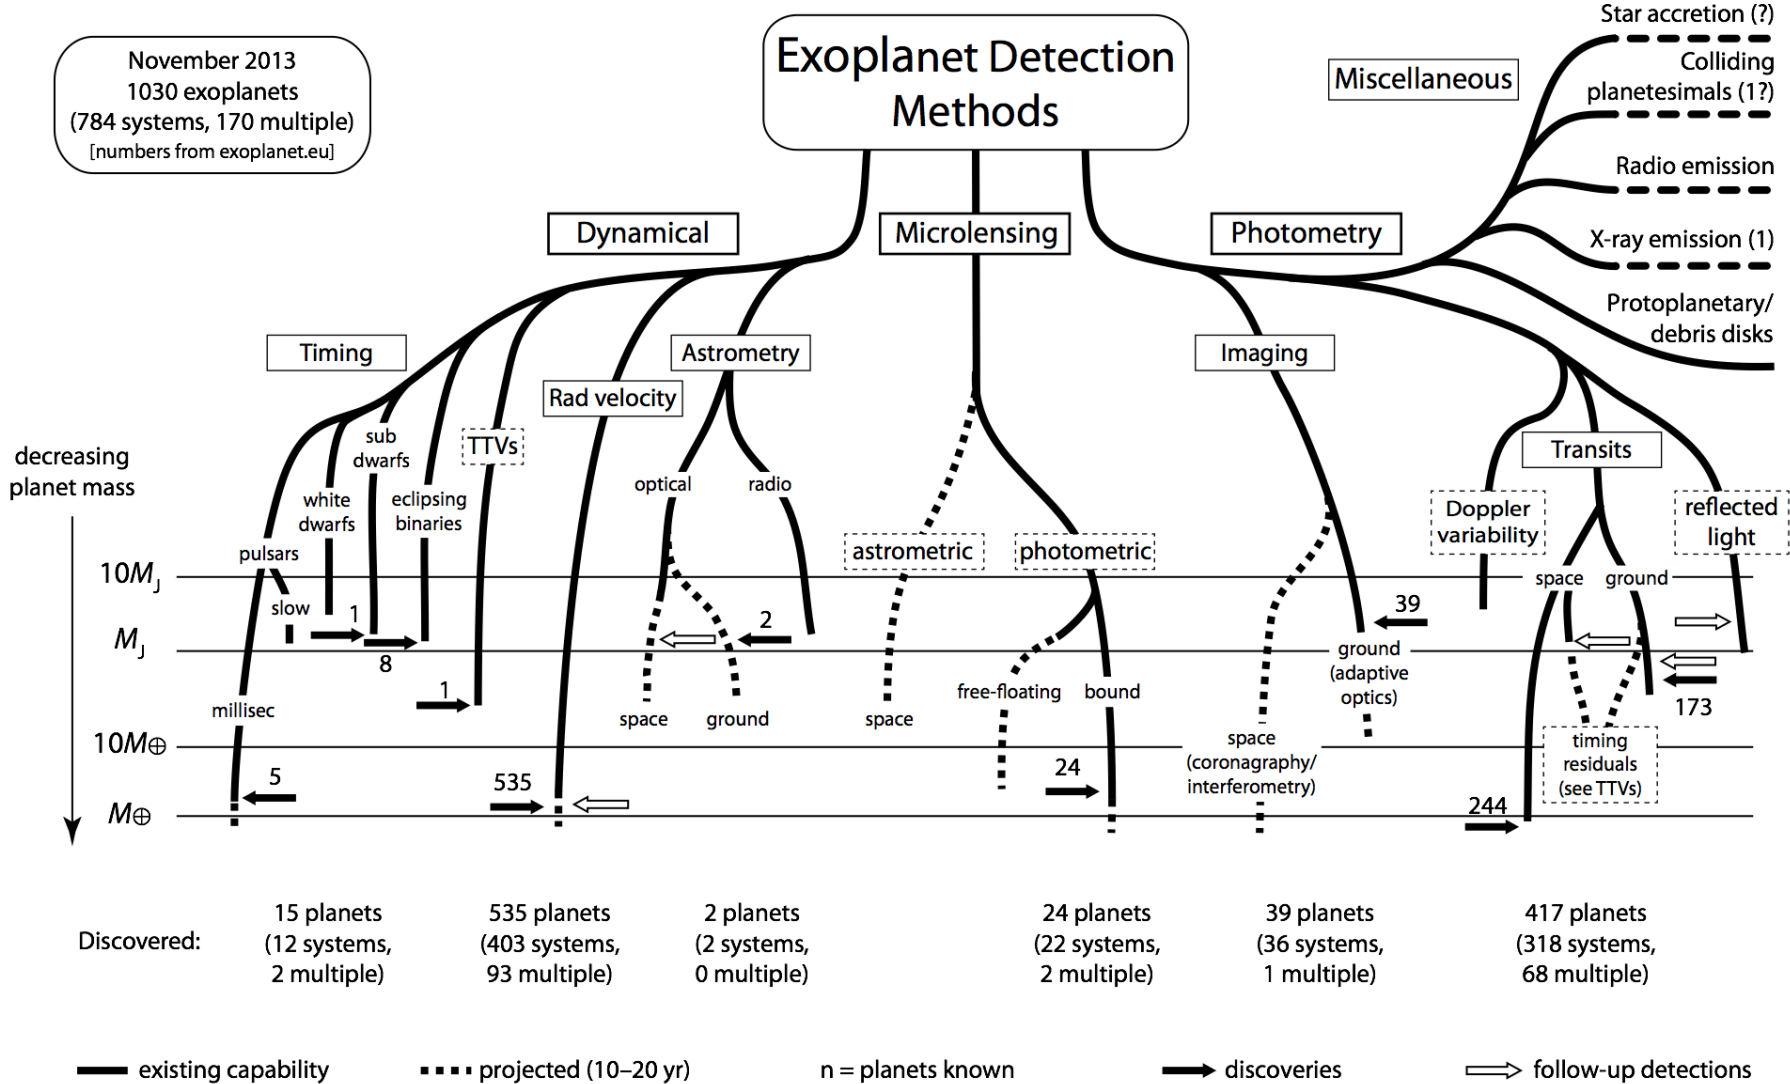 Exoplanet Detection
Methods
November 2013
1030 exoplanets
(784 systems, 170 multiple)
[numbers from exoplanet.eu]
Miscellaneous
Star accretion (?)
Colliding
planetesimals (1?)
Radio emission
X-ray emission (1)
Protoplanetary/
debris disks
Dynamical
Microlensing
Photometry
Timing
Astrometry
Imaging
Rad velocity
TTVs
Transits
decreasing
planet mass
sub
dwarfs
white
dwarfs
eclipsing
binaries
pulsars
optical
radio
astrometric
photometric
Doppler
variability
reflected
light
space
ground
10MJ
slow
1
8
2
39
MJ
1
millisec
space
ground
space
free-floating
bound
ground
(adaptive
optics)
173
10M⊕
space
(coronagraphy/
interferometry)
timing
residuals
(see TTVs)
5
535
24
244
M⊕
Discovered:
15 planets
(12 systems,
2 multiple)
535 planets
(403 systems,
93 multiple)
2 planets
(2 systems,
0 multiple)
24 planets
(22 systems,
2 multiple)
39 planets
(36 systems,
1 multiple)
417 planets
(318 systems,
68 multiple)
existing capability
projected (10–20 yr)
n = planets known
discoveries
follow-up detections